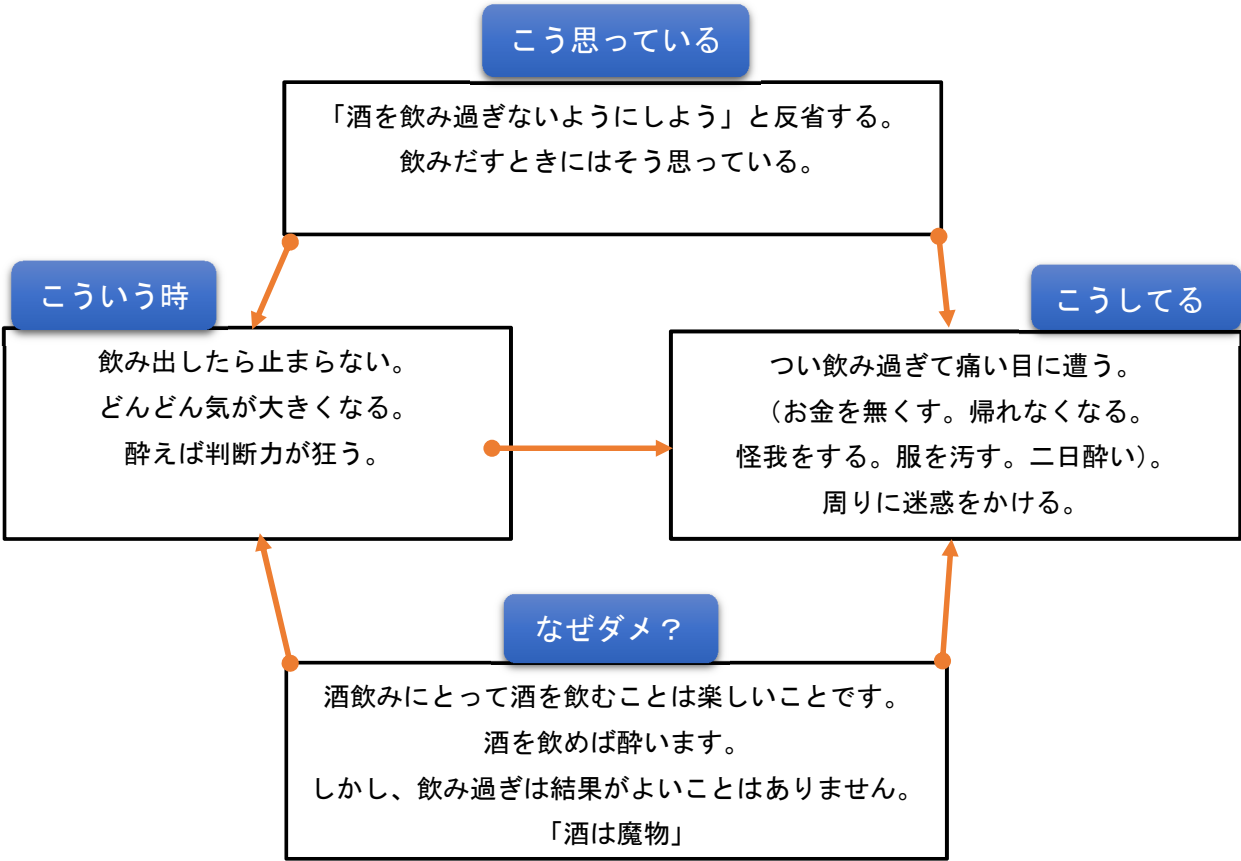 こう思っている
「酒を飲み過ぎないようにしよう」と反省する。
飲みだすときにはそう思っている。
こういう時
飲み出したら止まらない。
どんどん気が大きくなる。
酔えば判断力が狂う。
こうしてる
つい飲み過ぎて痛い目に遭う。
（お金を無くす。帰れなくなる。
怪我をする。服を汚す。二日酔い）。
周りに迷惑をかける。
なぜダメ？
酒飲みにとって酒を飲むことは楽しいことです。
酒を飲めば酔います。
しかし、飲み過ぎは結果がよいことはありません。
「酒は魔物」